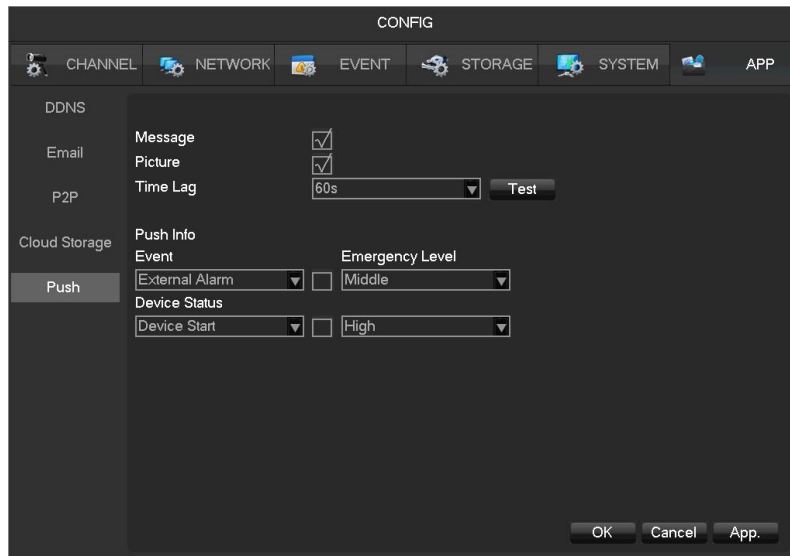 CONFIG
CHANNEL NETWORK EVENT STORAGE SYSTEM APP
DDNS
Email
P2P
Cloud Storage
Push
Message
Picture
Time Lag 60s Test
Push Info
Event Emergency Level
External Alarm Middle
Device Status
Device Start High
OK Cancel App.